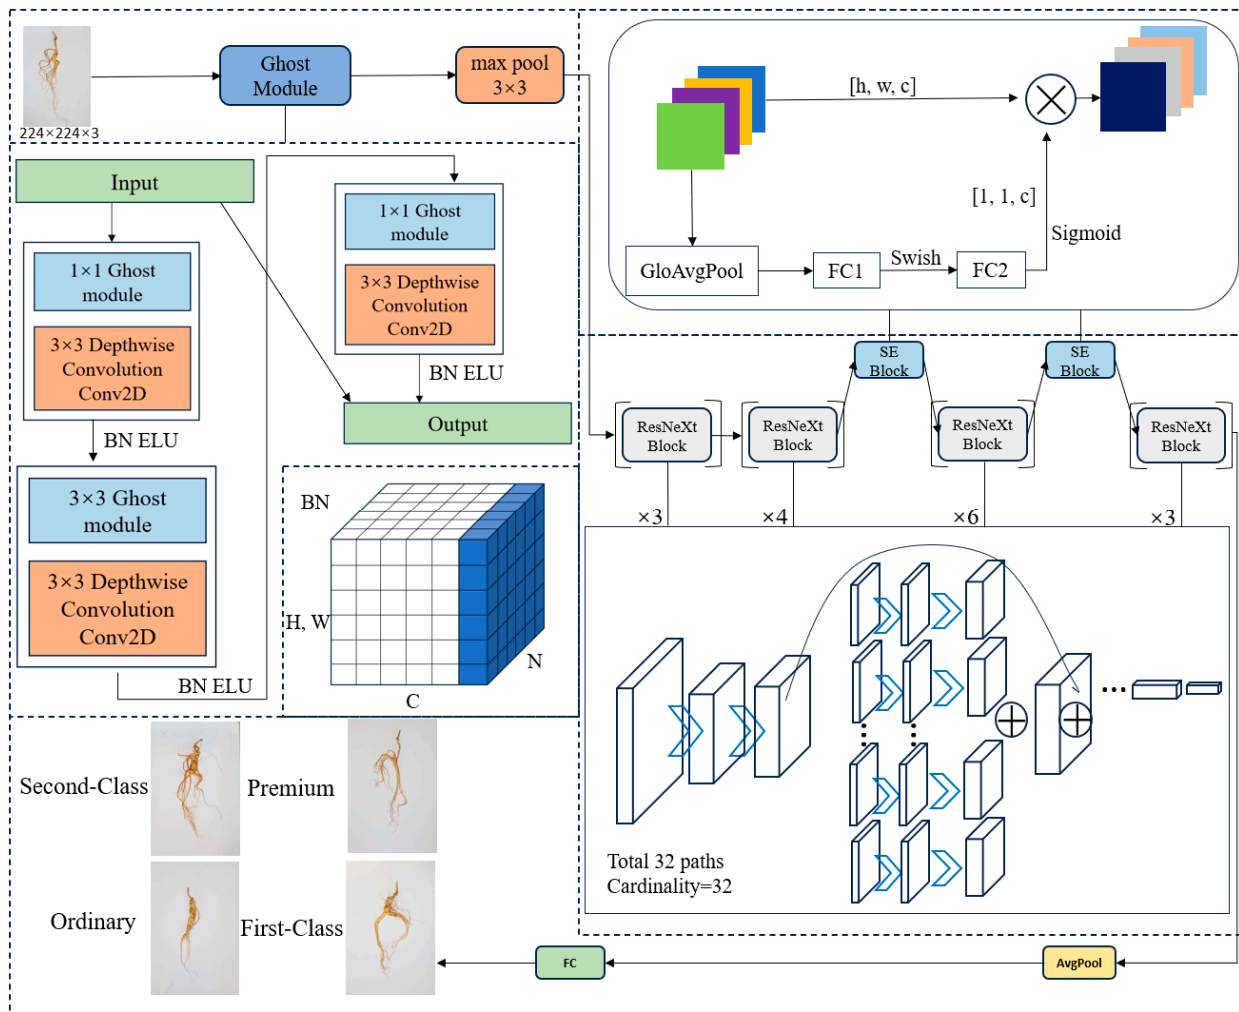 224×224×3
Ghost
Module
max pool
3×3
[h, w, c]
[1, 1, c]
Sigmoid
GloAvgPool
FC1
Swish
FC2
Input
1×1 Ghost
module
3×3 Depthwise
Convolution
Conv2D
BN ELU
3×3 Ghost
module
3×3 Depthwise
Convolution
Conv2D
BN ELU
1×1 Ghost
module
3×3 Depthwise
Convolution
Conv2D
BN ELU
Output
BN
H, W
C
N
SE
Block
SE
Block
ResNeXt
Block
ResNeXt
Block
ResNeXt
Block
ResNeXt
Block
×3
×4
×6
×3
Total 32 paths
Cardinality=32
Second-Class
Premium
Ordinary
First-Class
FC
AvgPool